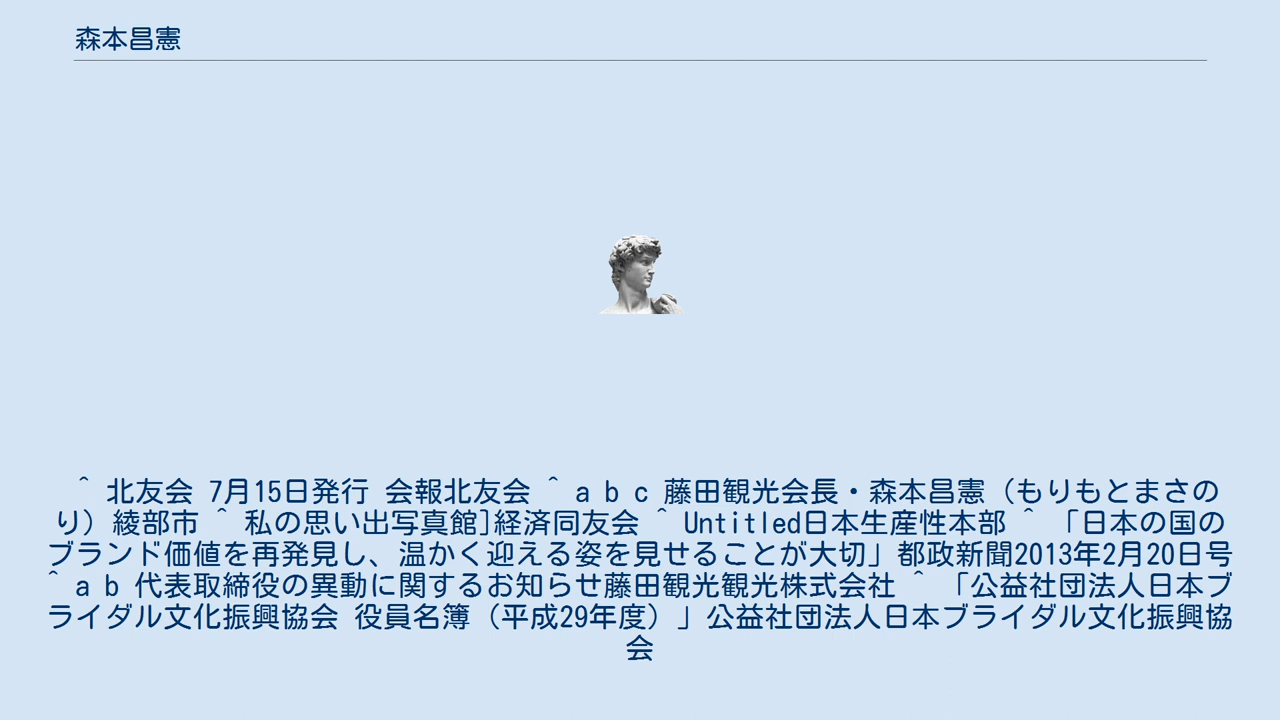 森本昌憲
^ 北友会 7月15日発行 会報北友会 ^ a b c 藤田観光会長・森本昌憲（もりもとまさの
り）綾部市 ^ 私の思い出写真館]経済同友会 ^ Untitled日本生産性本部 ^ 「日本の国の
ブランド価値を再発見し、温かく迎える姿を見せることが大切」都政新聞2013年2月20日号
^ a b 代表取締役の異動に関するお知らせ藤田観光観光株式会社 ^ 「公益社団法人日本ブ
ライダル文化振興協会 役員名簿（平成29年度）」公益社団法人日本ブライダル文化振興協
会